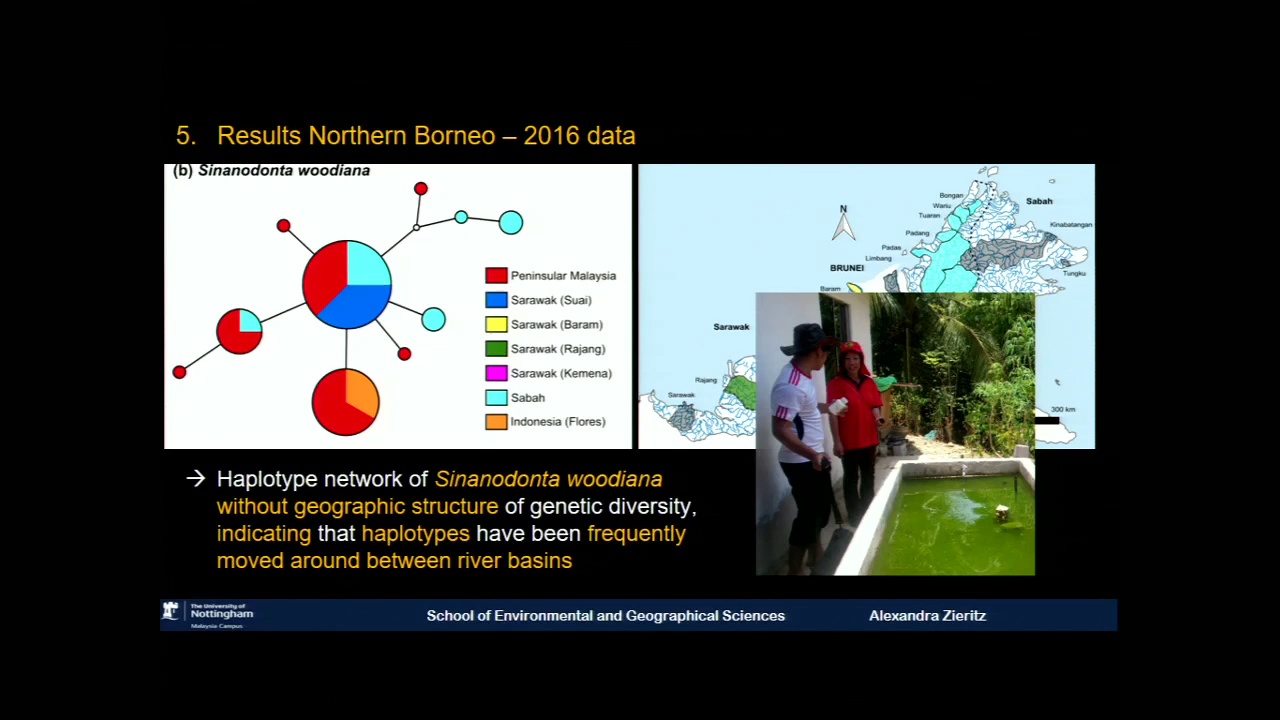 5. Results Northern Borneo – 2016 data
(b) Sinanodonta woodiana
Peninsular Malaysia
Sarawak (Suai)
Sarawak (Baram)
Sarawak (Rajang)
Sarawak (Kemena)
Sabah
Indonesia (Flores)
N
Bongan
Wariu
Tuaran
Sabah
Padang
Kinabatangan
Padas
Limbang
BRUNEI
Tungku
Baram
Sarawak
Rajang
Sarawak
300 km
→ Haplotype network of Sinanodonta woodiana
without geographic structure of genetic diversity,
indicating that haplotypes have been frequently
moved around between river basins
The University of
Nottingham
Malaysia Campus
School of Environmental and Geographical Sciences
Alexandra Zieritz